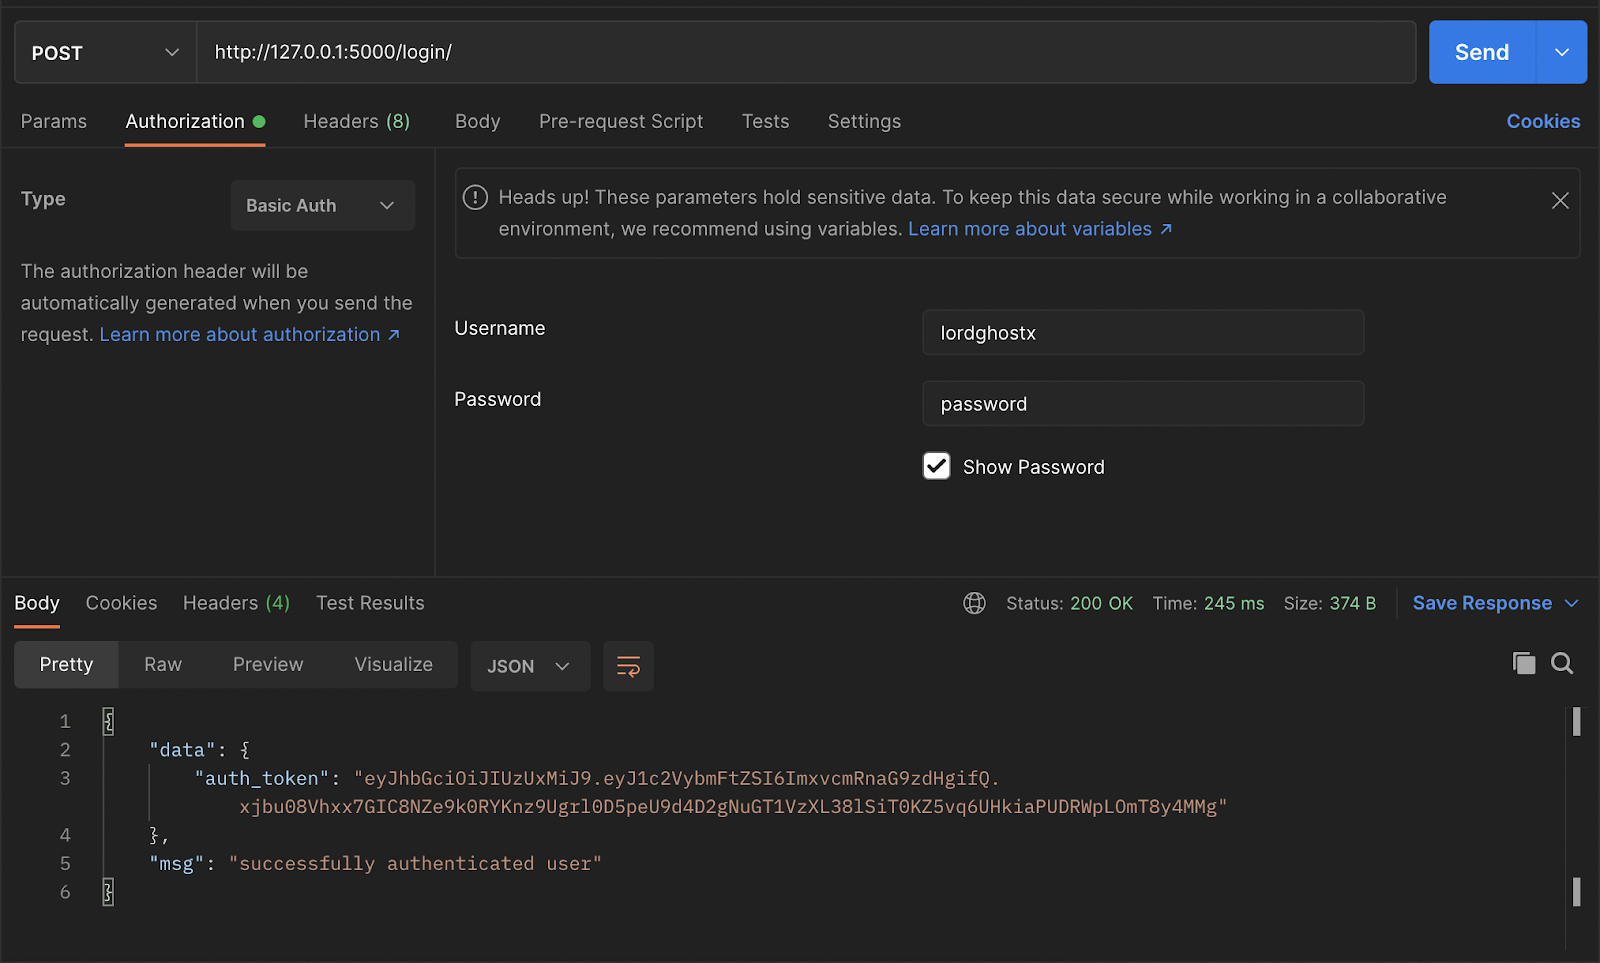 POST http://127.0.0.1:5000/login/ Send
Params Authorization Headers (8) Body Pre-request Script Tests Settings Cookies
Type Basic Auth
The authorization header will be
automatically generated when you send the
request. Learn more about authorization ↗
Heads up! These parameters hold sensitive data. To keep this data secure while working in a collaborative
environment, we recommend using variables. Learn more about variables ↗
Username lordghostx
Password password
Show Password
Body Cookies Headers (4) Test Results Status: 200 OK Time: 245 ms Size: 374 B Save Response
Pretty Raw Preview Visualize JSON
1 {
2 "data": {
3 "auth_token": "eyJhbGciOiJIUzUxMiJ9.eyJ1c2VybmFtZSI6ImxvcmRnaG9zdHgifQ.
xjbu08Vhxx7GIC8NZe9k0RYKnz9Ugrl0D5peU9d4D2gNuGT1VzXL38lSiT0KZ5vq6UHkiaPUDRWpLOmT8y4MMg"
4 },
5 "msg": "successfully authenticated user"
6 }